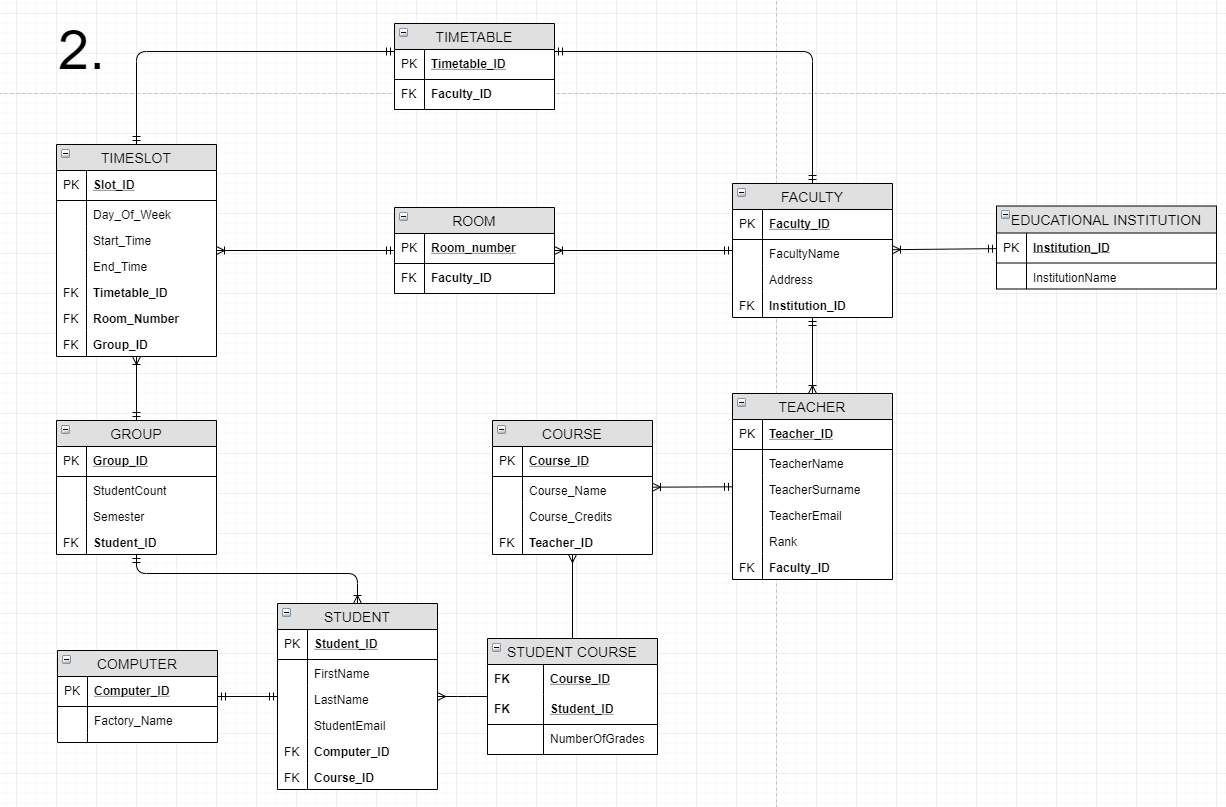 2.
TIMETABLE
PK Timetable_ID
FK Faculty_ID
TIMESLOT
PK Slot_ID
Day_Of_Week
Start_Time
End_Time
FK Timetable_ID
FK Room_Number
FK Group_ID
ROOM
PK Room_number
FK Faculty_ID
FACULTY
PK Faculty_ID
FacultyName
Address
FK Institution_ID
EDUCATIONAL INSTITUTION
PK Institution_ID
InstitutionName
GROUP
PK Group_ID
StudentCount
Semester
FK Student_ID
COURSE
PK Course_ID
Course_Name
Course_Credits
FK Teacher_ID
TEACHER
PK Teacher_ID
TeacherName
TeacherSurname
TeacherEmail
Rank
FK Faculty_ID
COMPUTER
PK Computer_ID
Factory_Name
STUDENT
PK Student_ID
FirstName
LastName
StudentEmail
FK Computer_ID
FK Course_ID
STUDENT COURSE
FK Course_ID
FK Student_ID
NumberOfGrades